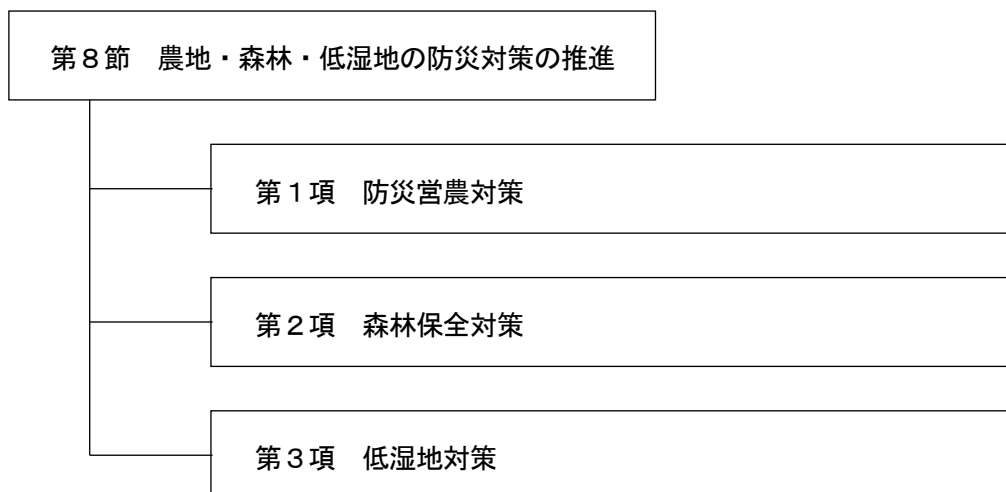 第８節　農地・森林・低湿地の防災対策の推進
第１項　防災営農対策
第２項　森林保全対策
第３項　低湿地対策